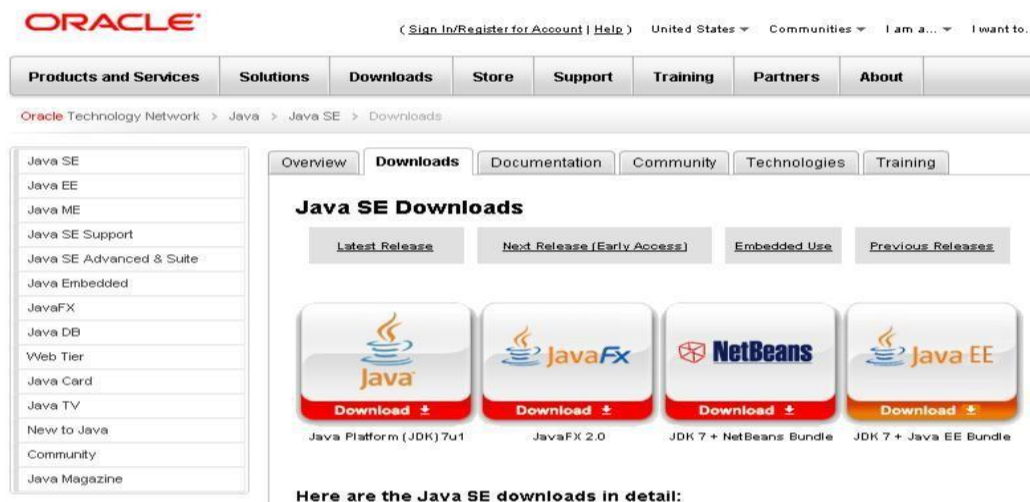 ORACLE
( Sign In/Register for Account | Help ) United States Communities I am a... I want to.
Products and Services Solutions Downloads Store Support Training Partners About
Oracle Technology Network > Java > Java SE > Downloads
Java SE
Java EE
Java ME
Java SE Support
Java SE Advanced & Suite
Java Embedded
JavaFX
Java DB
Web Tier
Java Card
Java TV
New to Java
Community
Java Magazine
Overview Downloads Documentation Community Technologies Training
Java SE Downloads
Latest Release Next Release (Early Access) Embedded Use Previous Releases
Java JavaFX NetBeans Java EE
Download Download Download Download
Java Platform (JDK) 7u1 JavaFX 2.0 JDK 7 + NetBeans Bundle JDK 7 + Java EE Bundle
Here are the Java SE downloads in detail: